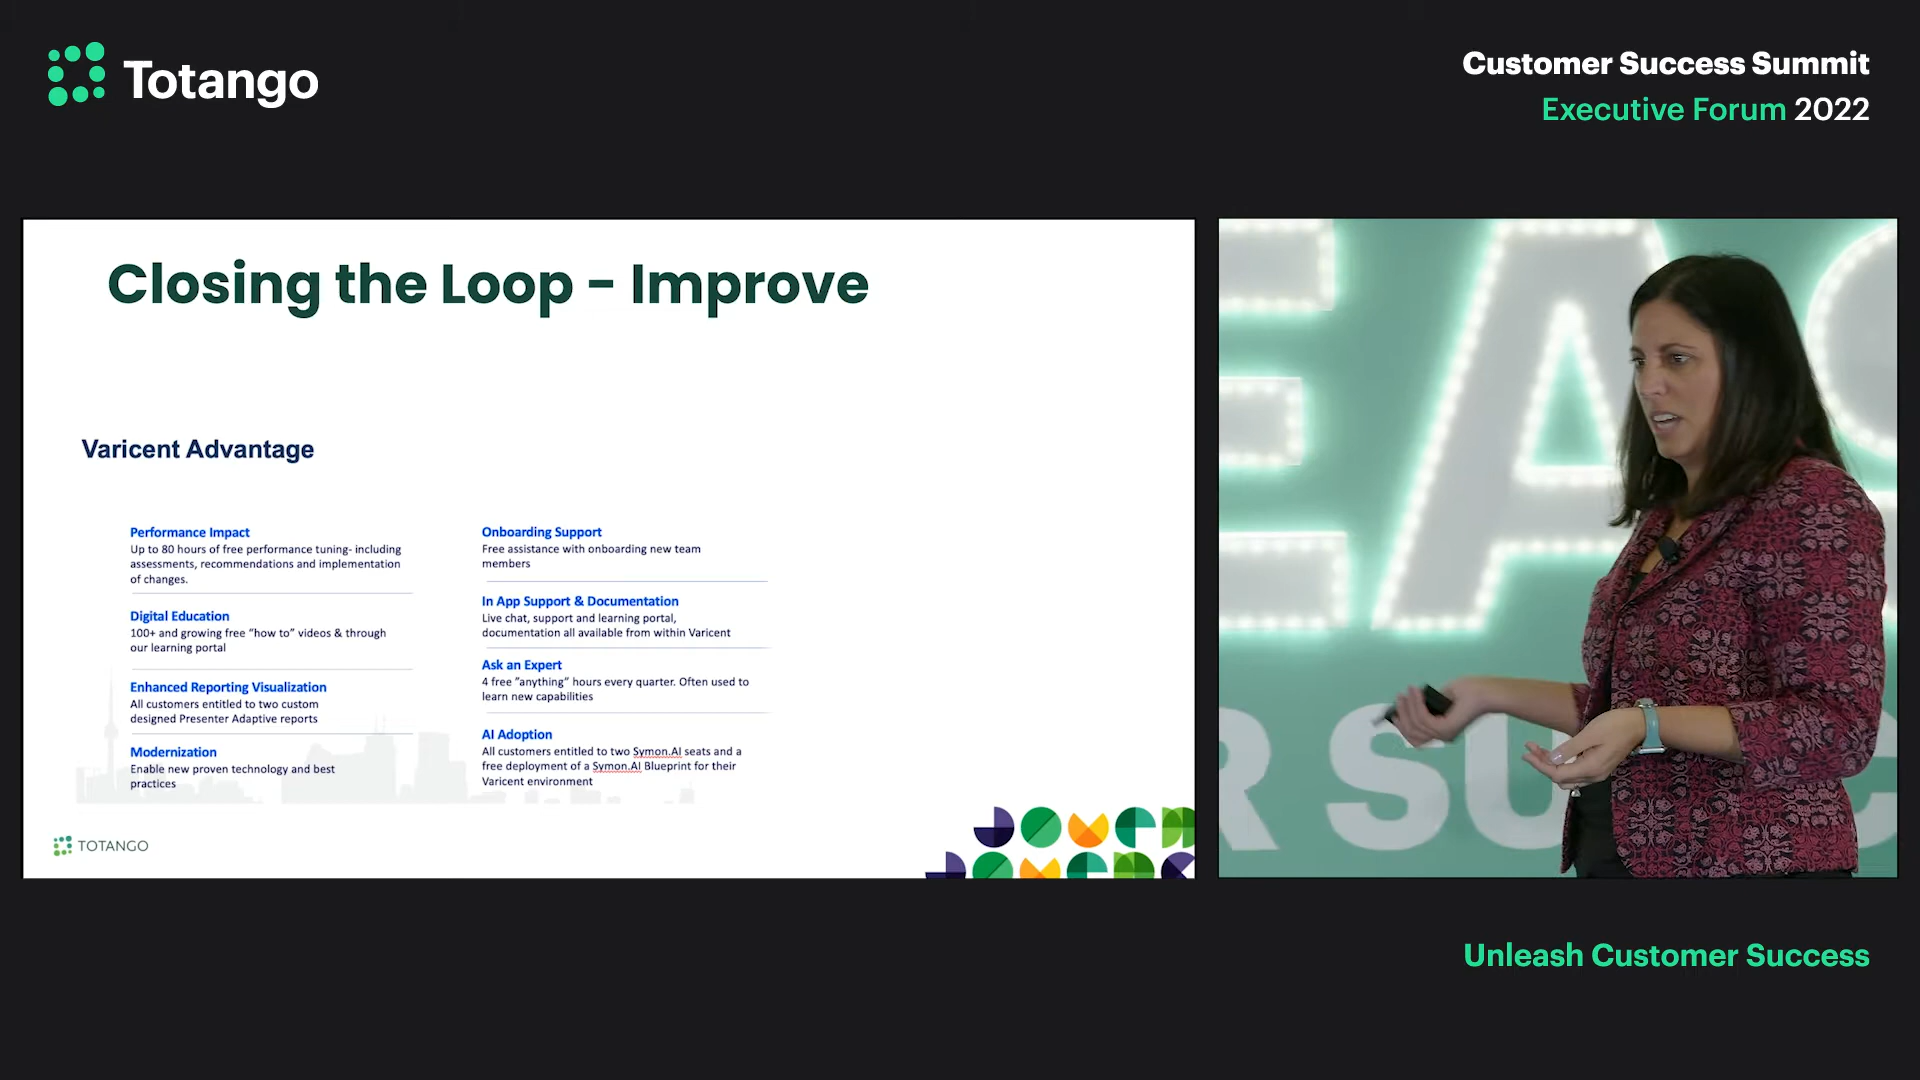 Totango
Customer Success Summit
Executive Forum 2022
Closing the Loop - Improve
Varicent Advantage
Performance Impact
Up to 80 hours of free performance tuning- including
assessments, recommendations and implementation
of changes.
Digital Education
100+ and growing free “how to” videos & through
our learning portal
Enhanced Reporting Visualization
All customers entitled to two custom
designed Presenter Adaptive reports
Modernization
Enable new proven technology and best
practices
Onboarding Support
Free assistance with onboarding new team
members
In App Support & Documentation
Live chat, support and learning portal,
documentation all available from within Varicent
Ask an Expert
4 free “anything” hours every quarter. Often used to
learn new capabilities
AI Adoption
All customers entitled to two Symon.AI seats and a
free deployment of a Symon.AI Blueprint for their
Varicent environment
TOTANGO
EAS
R SUC
Unleash Customer Success